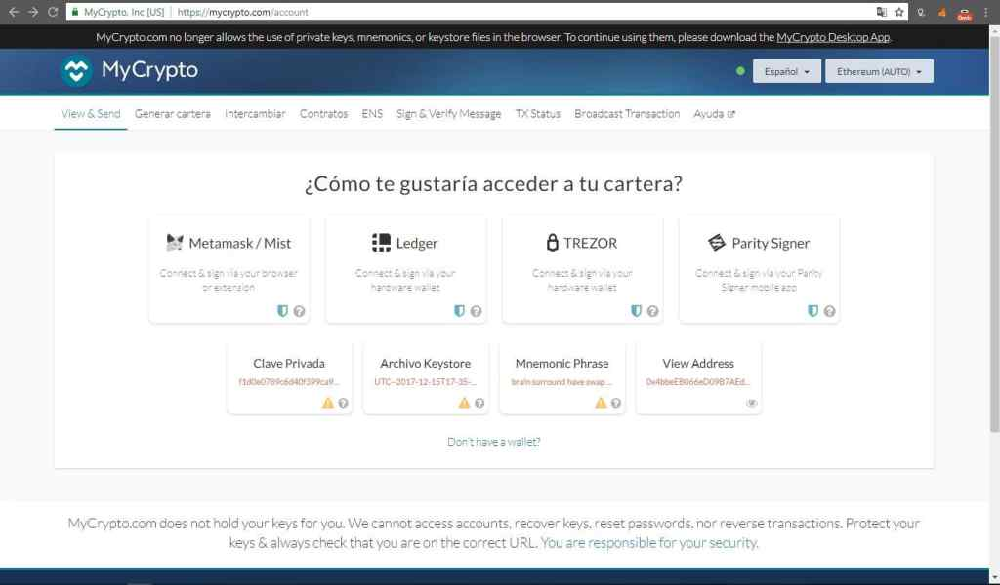 MyCrypto, Inc [US] https://mycrypto.com/account
0mb
MyCrypto.com no longer allows the use of private keys, mnemonics, or keystore files in the browser. To continue using them, please download the MyCrypto Desktop App.
MyCrypto
Español
Ethereum (AUTO)
View & Send Generar cartera Intercambiar Contratos ENS Sign & Verify Message TX Status Broadcast Transaction Ayuda
¿Cómo te gustaría acceder a tu cartera?
Metamask / Mist
Connect & sign via your browser
or extension
Ledger
Connect & sign via your
hardware wallet
TREZOR
Connect & sign via your
hardware wallet
Parity Signer
Connect & sign via your Parity
Signer mobile app
Clave Privada
f1d0e0789c6d40f399ca9...
Archivo Keystore
UTC--2017-12-15T17-35-...
Mnemonic Phrase
brain surround have swap ...
View Address
0x4bbeEB066eD09B7AEd...
Don't have a wallet?
MyCrypto.com does not hold your keys for you. We cannot access accounts, recover keys, reset passwords, nor reverse transactions. Protect your
keys & always check that you are on the correct URL. You are responsible for your security.